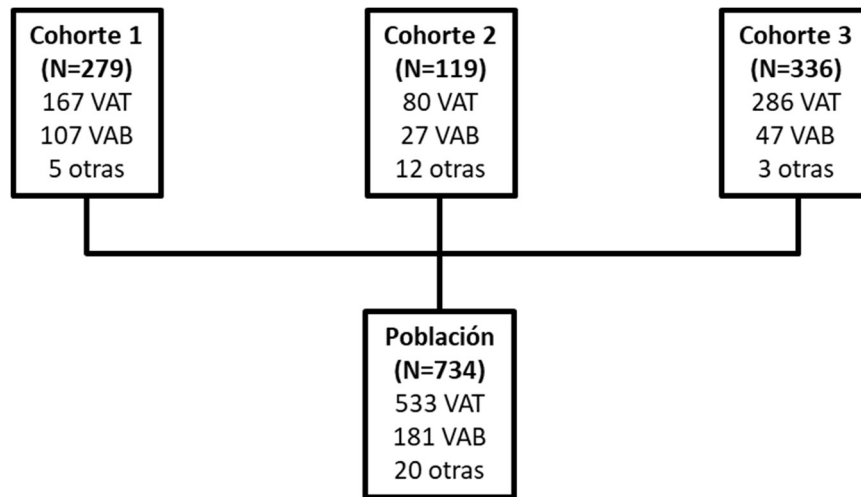 Cohorte 1
(N=279)
167 VAT
107 VAB
5 otras
Cohorte 2
(N=119)
80 VAT
27 VAB
12 otras
Cohorte 3
(N=336)
286 VAT
47 VAB
3 otras
Población
(N=734)
533 VAT
181 VAB
20 otras